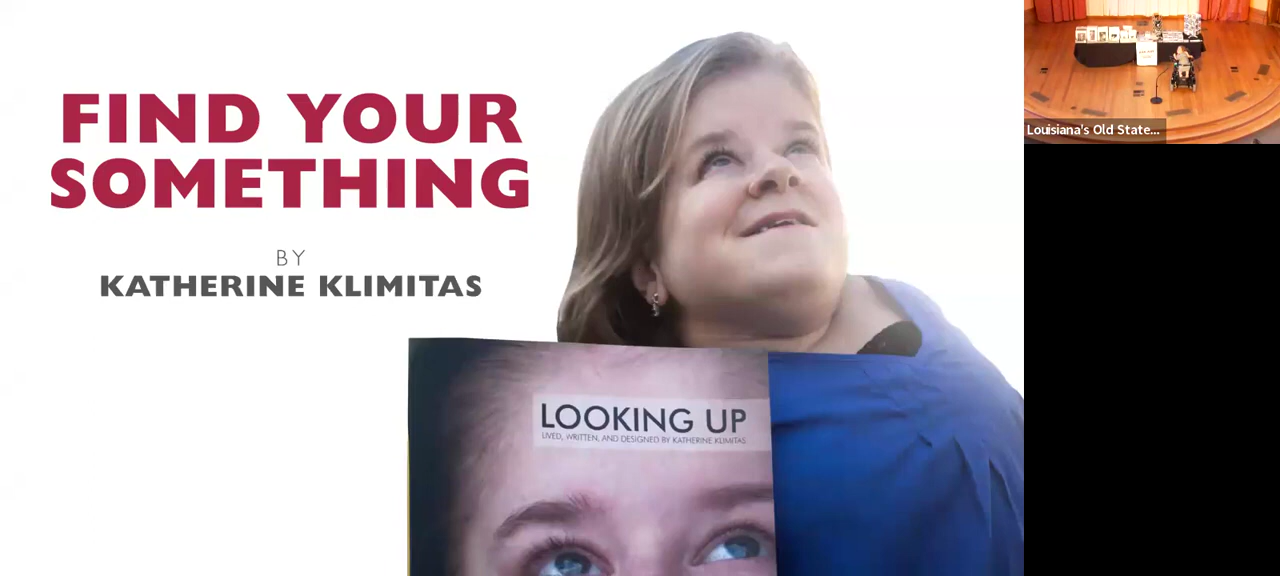 FIND YOUR
SOMETHING
BY
KATHERINE KLIMITAS
LOOKING UP
LIVED, WRITTEN, AND DESIGNED BY KATHERINE KLIMITAS
Louisiana's Old State...